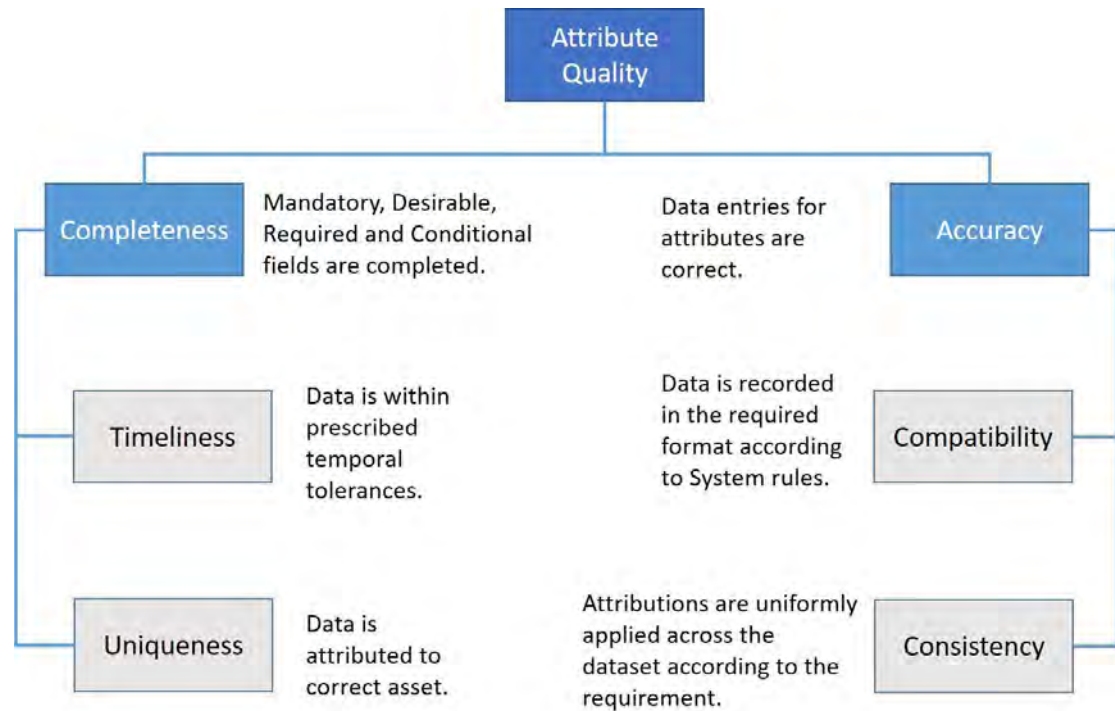 Attribute
Quality
Completeness
Mandatory, Desirable,
Required and Conditional
fields are completed.
Data entries for
attributes are
correct.
Accuracy
Timeliness
Data is within
prescribed
temporal
tolerances.
Data is recorded
in the required
format according
to System rules.
Compatibility
Uniqueness
Data is
attributed to
correct asset.
Attributions are uniformly
applied across the
dataset according to the
requirement.
Consistency